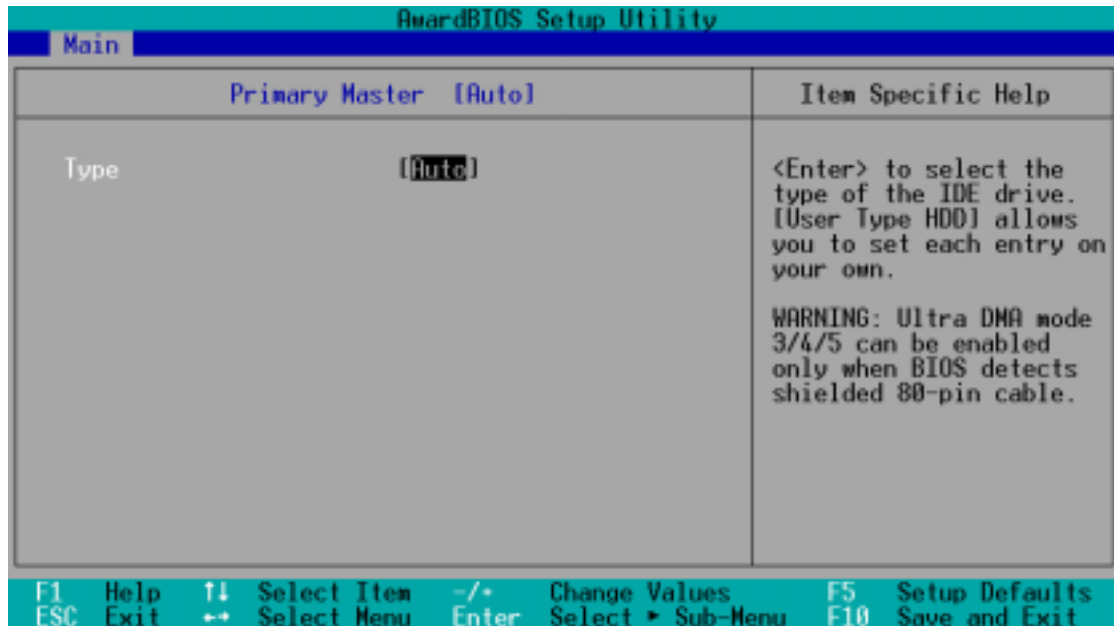 AwardBIOS Setup Utility
Main
Primary Master [Auto]
Item Specific Help
Type [Auto]
<Enter> to select the
type of the IDE drive.
[User Type HDD] allows
you to set each entry on
your own.
WARNING: Ultra DMA mode
3/4/5 can be enabled
only when BIOS detects
shielded 80-pin cable.
F1 Help ↑↓ Select Item -/+ Change Values F5 Setup Defaults
ESC Exit ←→ Select Menu Enter Select ► Sub-Menu F10 Save and Exit